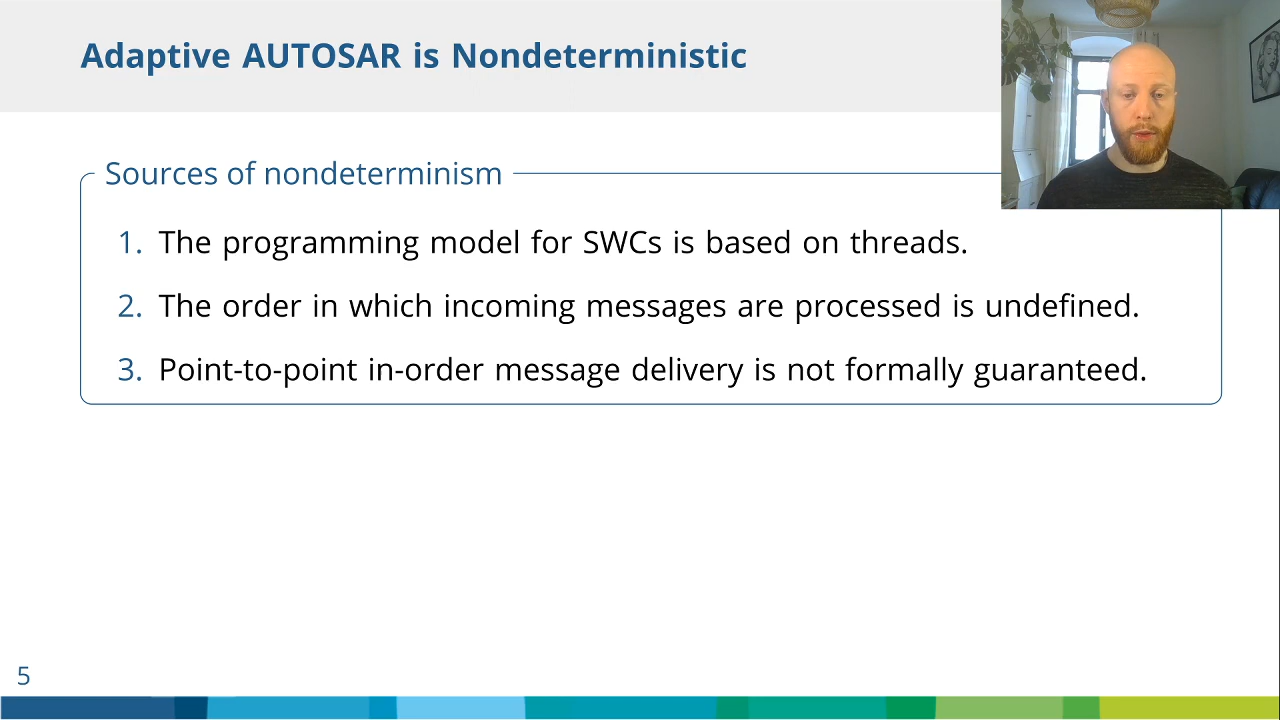 Adaptive AUTOSAR is Nondeterministic
Sources of nondeterminism
1. The programming model for SWCs is based on threads.
2. The order in which incoming messages are processed is undefined.
3. Point-to-point in-order message delivery is not formally guaranteed.
5